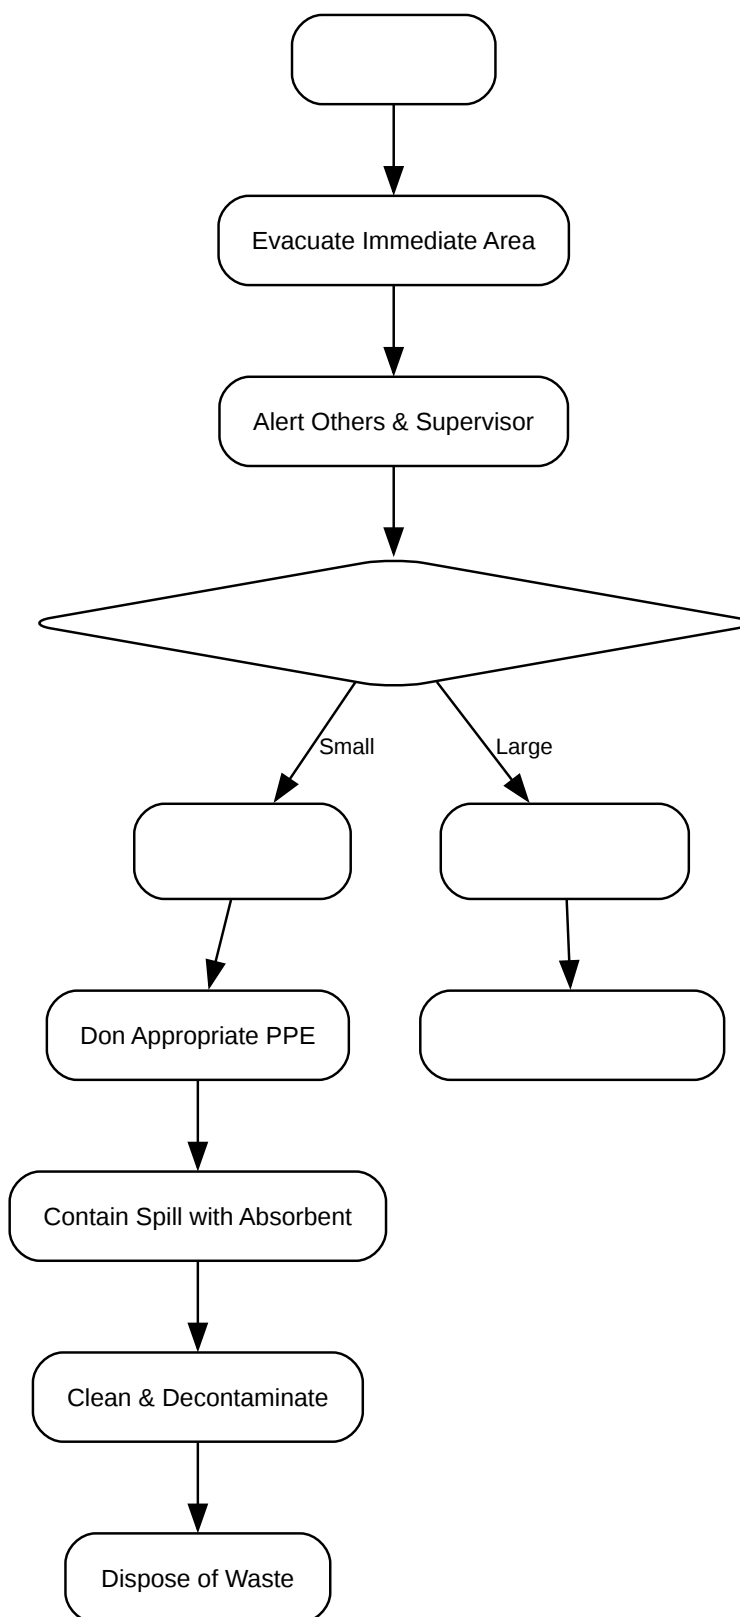 Evacuate Immediate Area
Alert Others & Supervisor
Small
Large
Don Appropriate PPE
Contain Spill with Absorbent
Clean & Decontaminate
Dispose of Waste